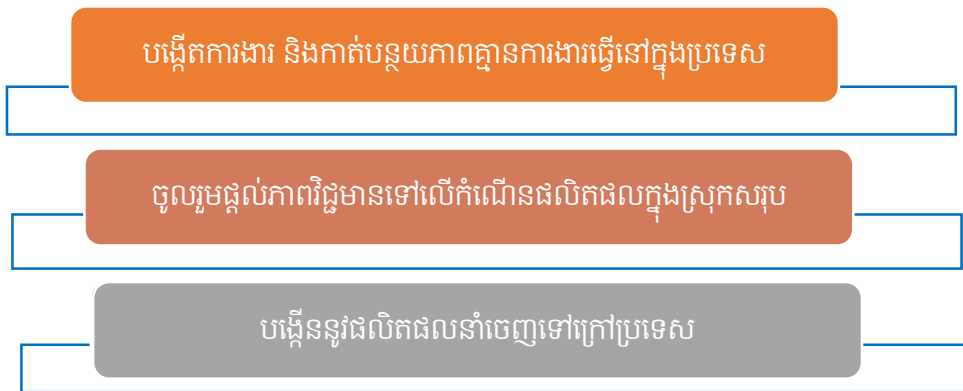 បង្កើតការងារ និងកាត់បន្ថយភាពគ្មានការងារធ្វើនៅក្នុងប្រទេស
ចូលរួមផ្តល់ភាពវិជ្ជមានទៅលើកំណើនផលិតផលក្នុងស្រុកសរុប
បង្កើននូវផលិតផលនាំចេញទៅក្រៅប្រទេស